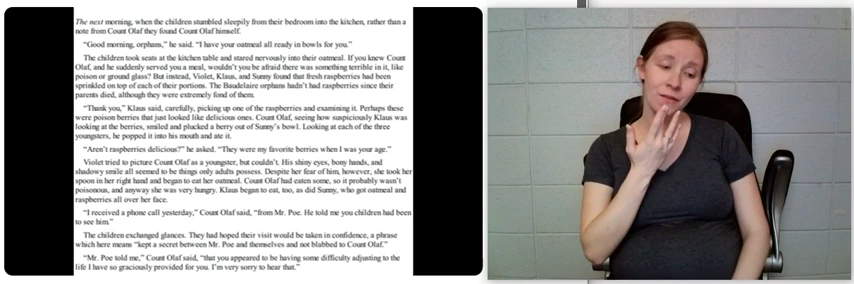 The next morning, when the children stumbled sleepily from their bedroom into the kitchen, rather than a
note from Count Olaf they found Count Olaf himself.
“Good morning, orphans,” he said. “I have your oatmeal all ready in bowls for you.”
The children took seats at the kitchen table and stared nervously into their oatmeal. If you knew Count
Olaf, and he suddenly served you a meal, wouldn’t you be afraid there was something terrible in it, like
poison or ground glass? But instead, Violet, Klaus, and Sunny found that fresh raspberries had been
sprinkled on top of each of their portions. The Baudelaire orphans hadn’t had raspberries since their
parents died, although they were extremely fond of them.
“Thank you,” Klaus said, carefully, picking up one of the raspberries and examining it. Perhaps these
were poison berries that just looked like delicious ones. Count Olaf, seeing how suspiciously Klaus was
looking at the berries, smiled and plucked a berry out of Sunny’s bowl. Looking at each of the three
youngsters, he popped it into his mouth and ate it.
“Aren’t raspberries delicious?” he asked. “They were my favorite berries when I was your age.”
Violet tried to picture Count Olaf as a youngster, but couldn’t. His shiny eyes, bony hands, and
shadowy smile all seemed to be things only adults possess. Despite her fear of him, however, she took her
spoon in her right hand and began to eat her oatmeal. Count Olaf had eaten some, so it probably wasn’t
poisonous, and anyway she was very hungry. Klaus began to eat, too, as did Sunny, who got oatmeal and
raspberries all over her face.
“I received a phone call yesterday,” Count Olaf said, “from Mr. Poe. He told me you children had been
to see him.”
The children exchanged glances. They had hoped their visit would be taken in confidence, a phrase
which here means “kept a secret between Mr. Poe and themselves and not blabbed to Count Olaf.”
“Mr. Poe told me,” Count Olaf said, “that you appeared to be having some difficulty adjusting to the
life I have so graciously provided for you. I’m very sorry to hear that.”